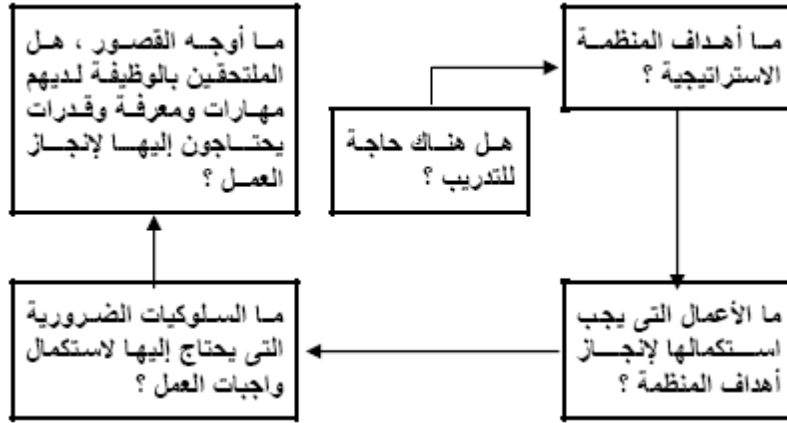 ما أهداف المنظمة
الاستراتيجية ؟
هل هناك حاجة
للتدريب ؟
ما أوجه القصور ، هل
الملتحقين بالوظيفة لديهم
مهارات ومعرفة وقدرات
يحتاجون إليها لإنجاز
العمل ؟
ما الأعمال التى يجب
استكمالها لإنجاز
أهداف المنظمة ؟
ما السلوكيات الضرورية
التى يحتاج إليها لاستكمال
واجبات العمل ؟